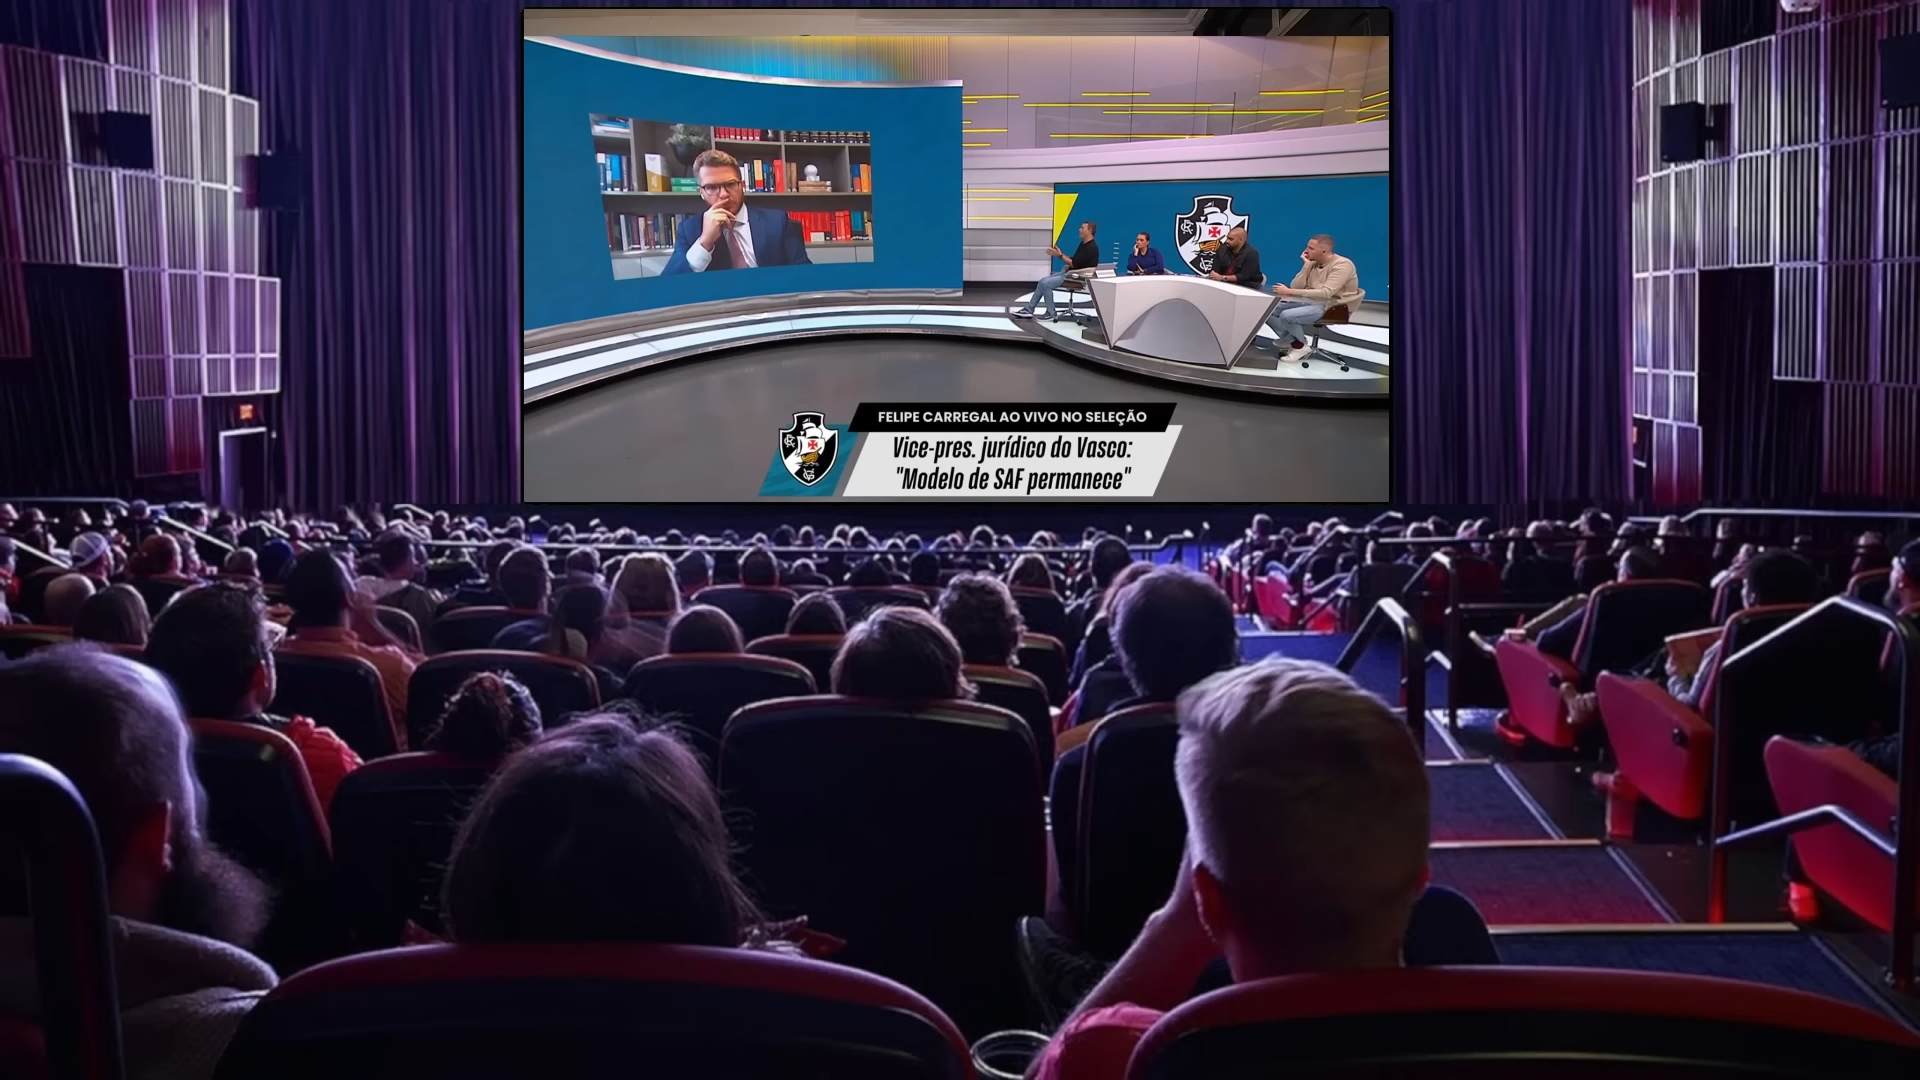 FELIPE CARREGAL AO VIVO NO SELEÇÃO
Vice-pres. jurídico do Vasco:
"Modelo de SAF permanece"